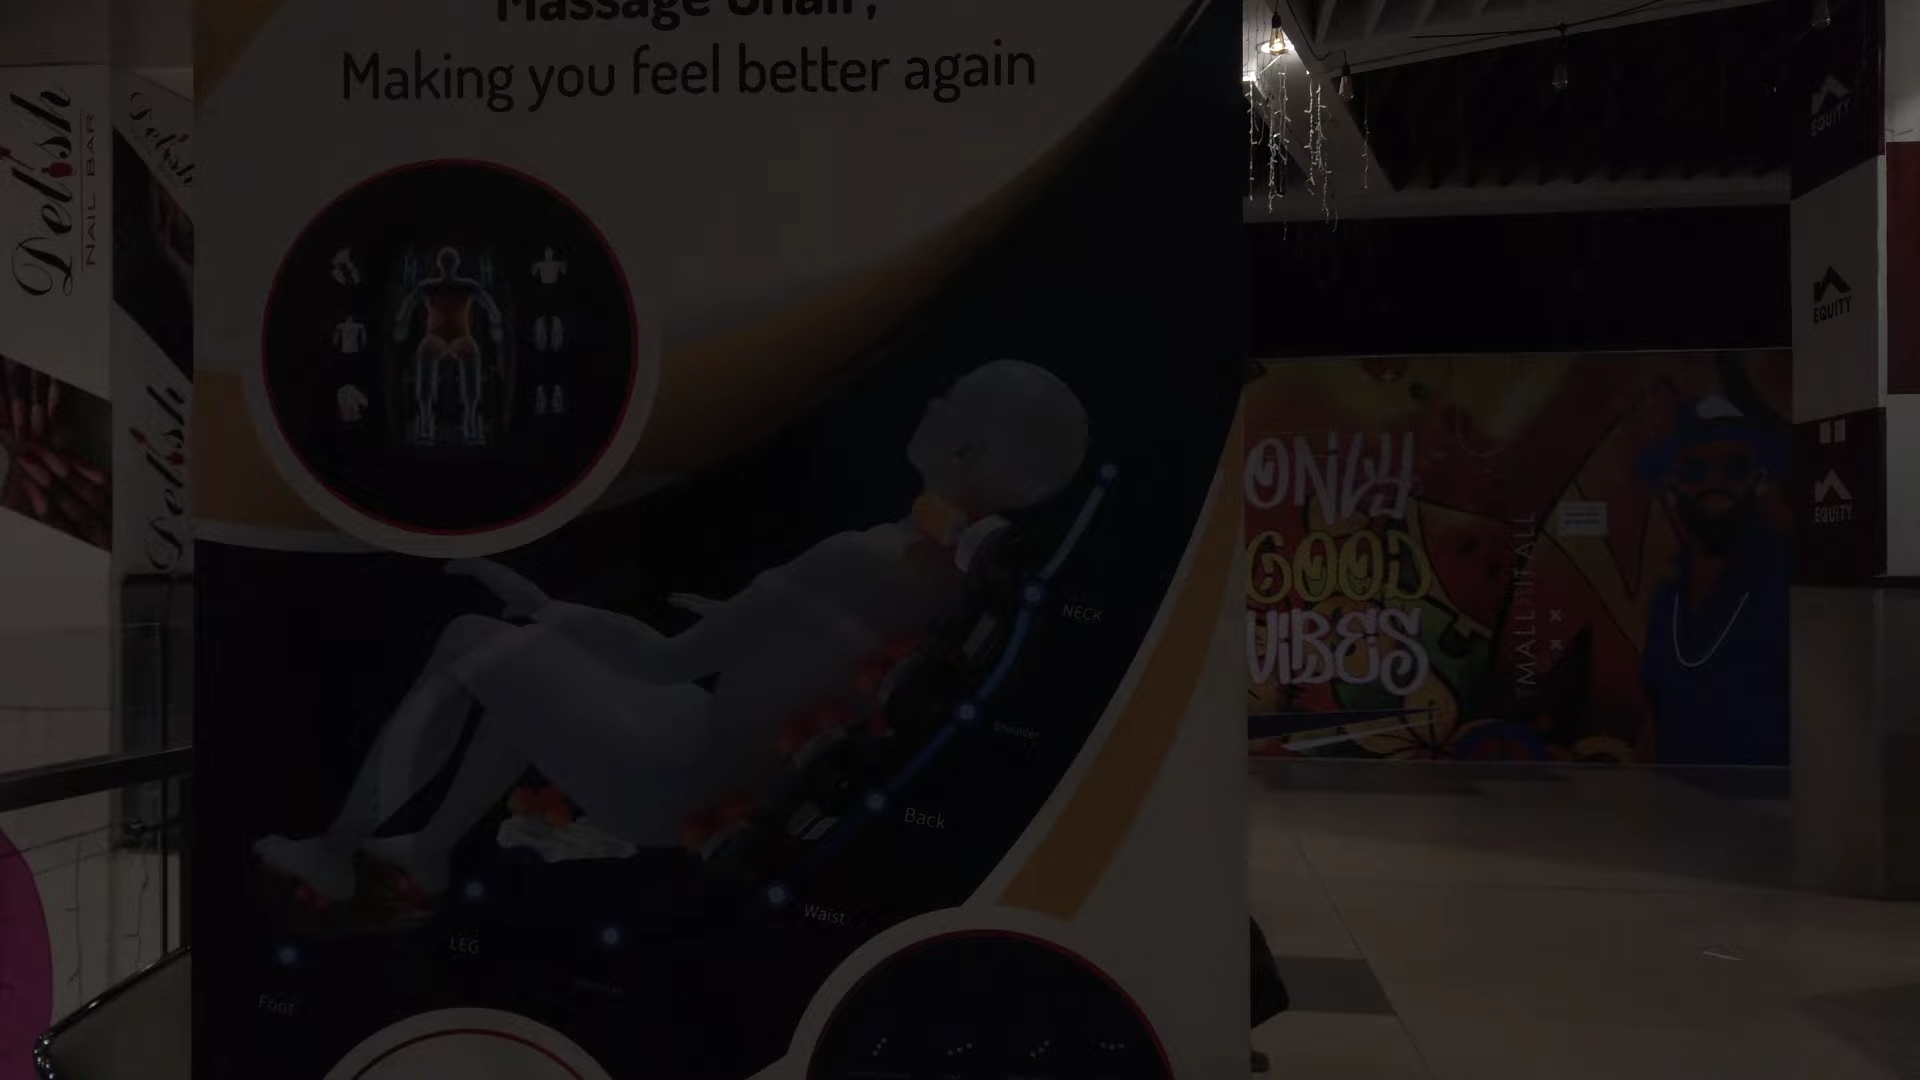 Massage Chair,
Making you feel better again
Delish
NAIL BAR
Delish
Delish
NECK
Shoulder
Back
Waist
LEG
Foot
ONLY
GOOD
VIBES
#MALLDITALL
EQUITY
EQUITY
EQUITY